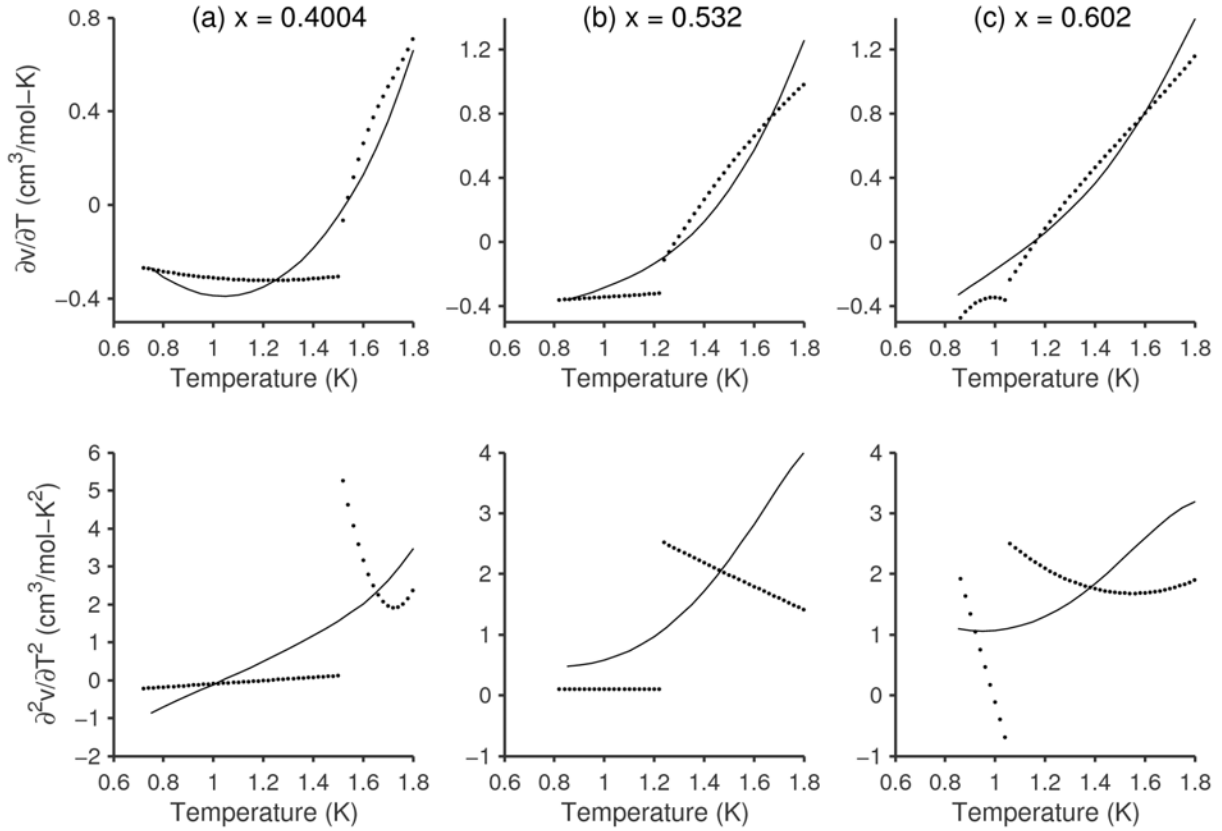 (a) x = 0.4004
(b) x = 0.532
(c) x = 0.602
∂v/∂T (cm³/mol−K)
0.8
0.4
0
−0.4
0.6 0.8 1 1.2 1.4 1.6 1.8
Temperature (K)
1.2
0.8
0.4
0
−0.4
0.6 0.8 1 1.2 1.4 1.6 1.8
Temperature (K)
1.2
0.8
0.4
0
−0.4
0.6 0.8 1 1.2 1.4 1.6 1.8
Temperature (K)
∂²v/∂T² (cm³/mol−K²)
6
5
4
3
2
1
0
−1
−2
0.6 0.8 1 1.2 1.4 1.6 1.8
Temperature (K)
4
3
2
1
0
−1
0.6 0.8 1 1.2 1.4 1.6 1.8
Temperature (K)
4
3
2
1
0
−1
0.6 0.8 1 1.2 1.4 1.6 1.8
Temperature (K)